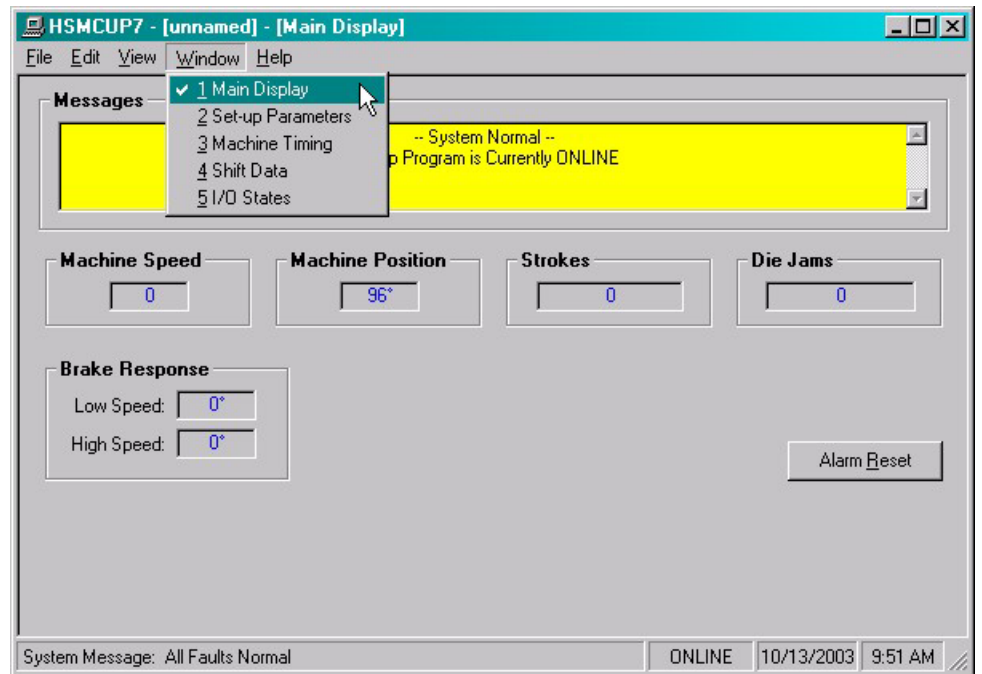 HSMCUP7 - [unnamed] - [Main Display]
File Edit View Window Help
✔ 1 Main Display
2 Set-up Parameters
3 Machine Timing
4 Shift Data
5 I/O States
Messages
-- System Normal --
p Program is Currently ONLINE
Machine Speed Machine Position Strokes Die Jams
0 96° 0 0
Brake Response
Low Speed: 0°
High Speed: 0°
Alarm Reset
System Message: All Faults Normal ONLINE 10/13/2003 9:51 AM